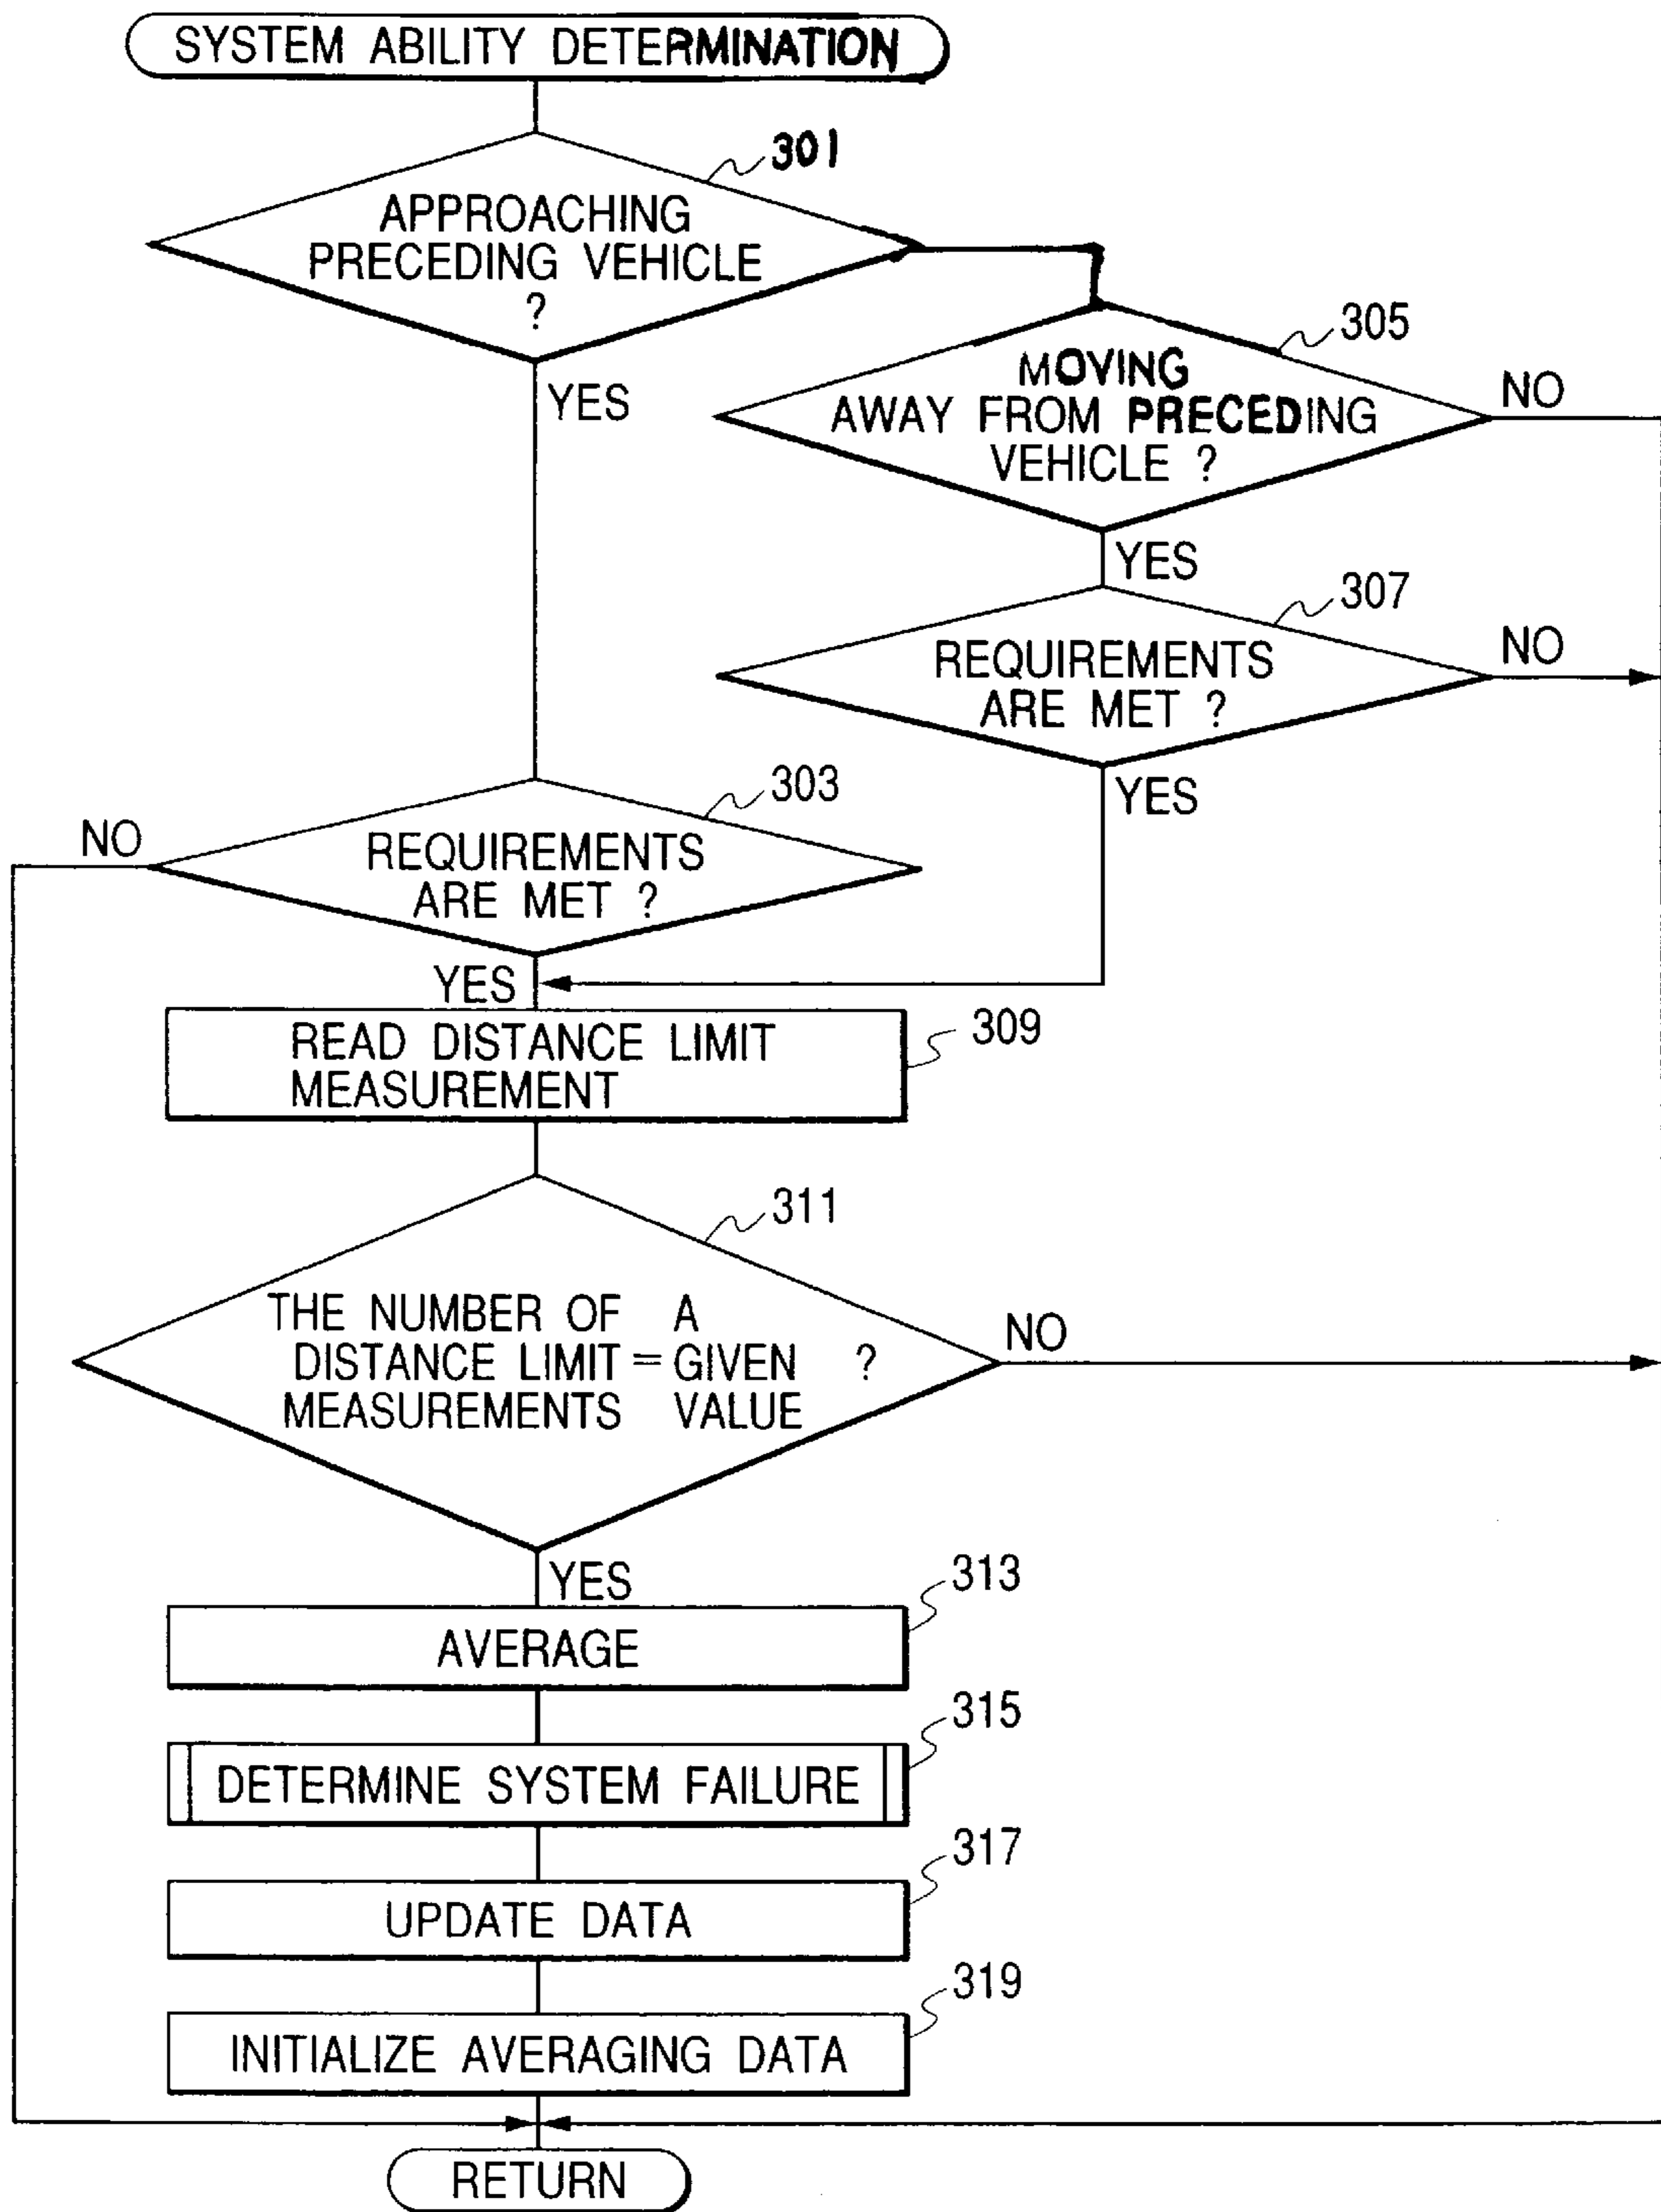 SYSTEM ABILITY DETERMINATION
301
APPROACHING
PRECEDING VEHICLE
?
YES
305
MOVING
AWAY FROM PRECEDING
VEHICLE ?
NO
YES
307
REQUIREMENTS
ARE MET ?
NO
YES
303
REQUIREMENTS
ARE MET ?
NO
YES
READ DISTANCE LIMIT
MEASUREMENT
309
311
THE NUMBER OF A
DISTANCE LIMIT = GIVEN ?
MEASUREMENTS VALUE
NO
YES
313
AVERAGE
315
DETERMINE SYSTEM FAILURE
317
UPDATE DATA
319
INITIALIZE AVERAGING DATA
RETURN